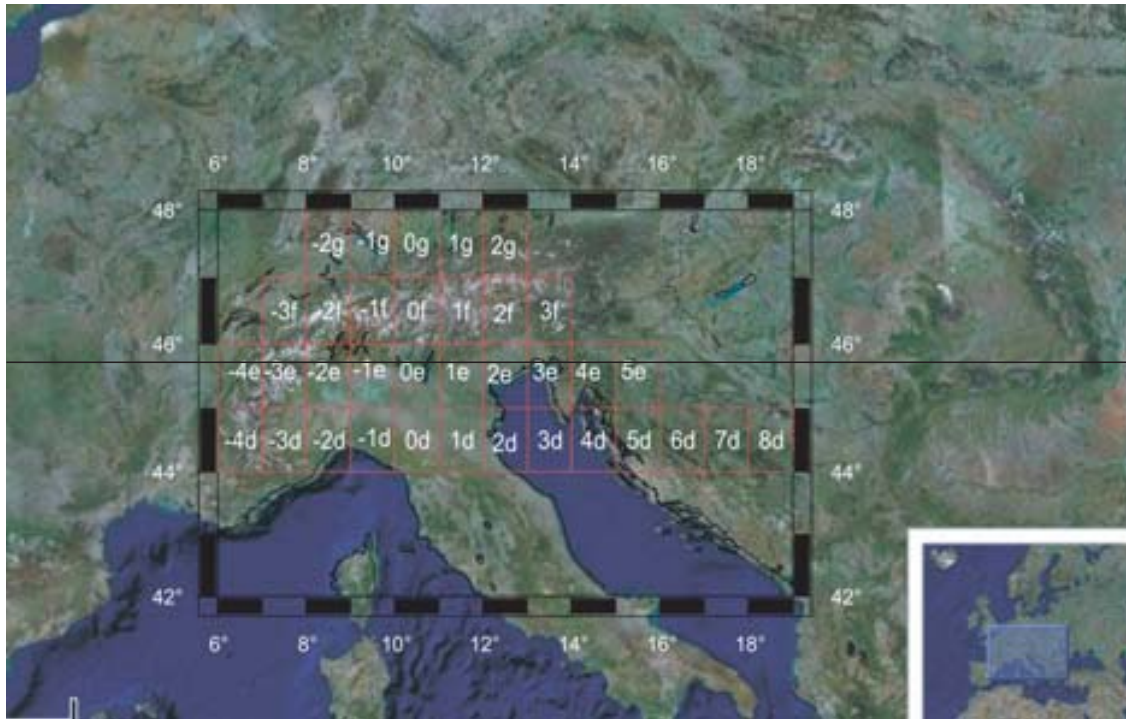 6° 8° 10° 12° 14° 16° 18°
48° 48°
-2g -1g 0g 1g 2g
-3f -2f -1f 0f 1f 2f 3f
46° 46°
-4e -3e -2e -1e 0e 1e 2e 3e 4e 5e
-4d -3d -2d -1d 0d 1d 2d 3d 4d 5d 6d 7d 8d
44° 44°
42° 42°
6° 8° 10° 12° 14° 16° 18°